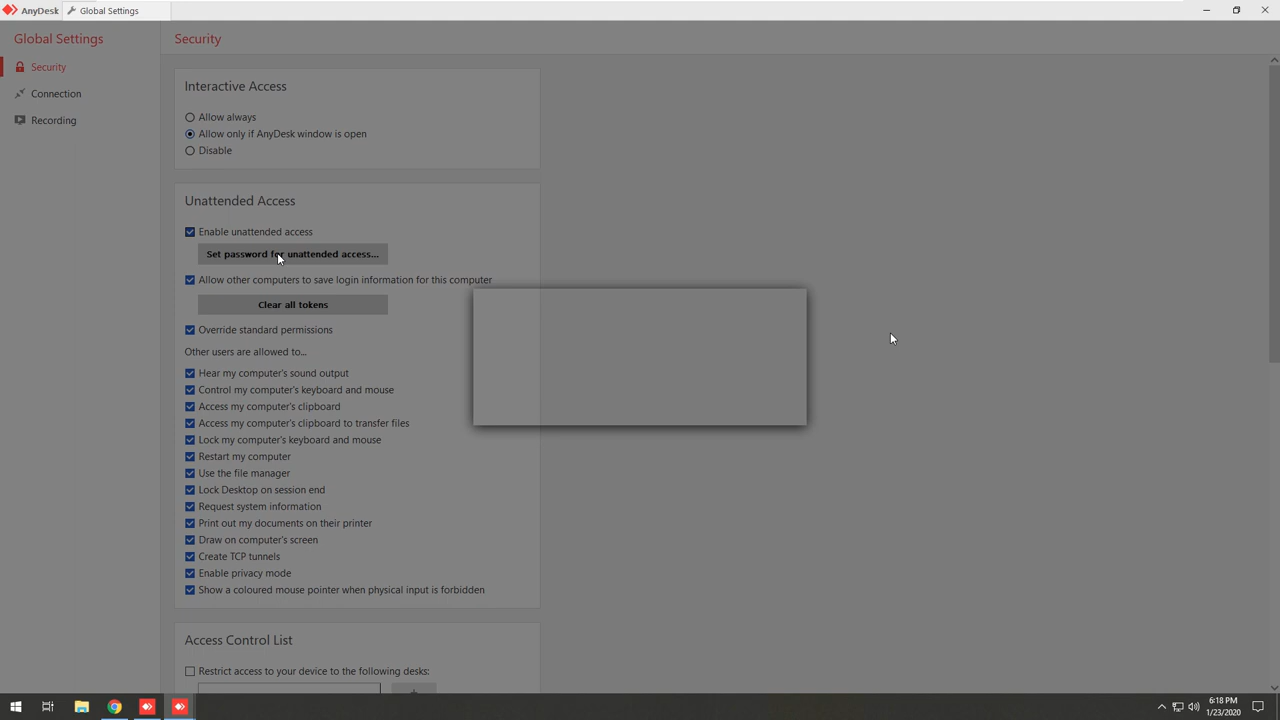 AnyDesk
Global Settings
Global Settings
Security
Connection
Recording
Security
Interactive Access
Allow always
Allow only if AnyDesk window is open
Disable
Unattended Access
Enable unattended access
Set password for unattended access...
Allow other computers to save login information for this computer
Clear all tokens
Override standard permissions
Other users are allowed to...
Hear my computer's sound output
Control my computer's keyboard and mouse
Access my computer's clipboard
Access my computer's clipboard to transfer files
Lock my computer's keyboard and mouse
Restart my computer
Use the file manager
Lock Desktop on session end
Request system information
Print out my documents on their printer
Draw on computer's screen
Create TCP tunnels
Enable privacy mode
Show a coloured mouse pointer when physical input is forbidden
Access Control List
Restrict access to your device to the following desks:
6:18 PM
1/23/2020